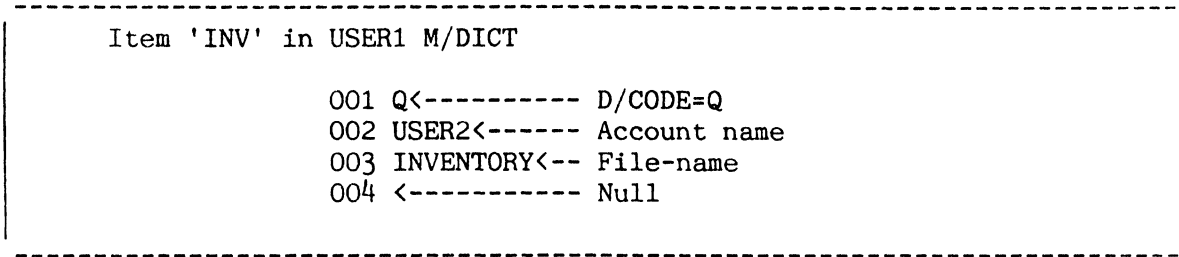 Item 'INV' in USER1 M/DICT
001 Q<---------- D/CODE=Q
002 USER2<------ Account name
003 INVENTORY<-- File-name
004 <----------- Null